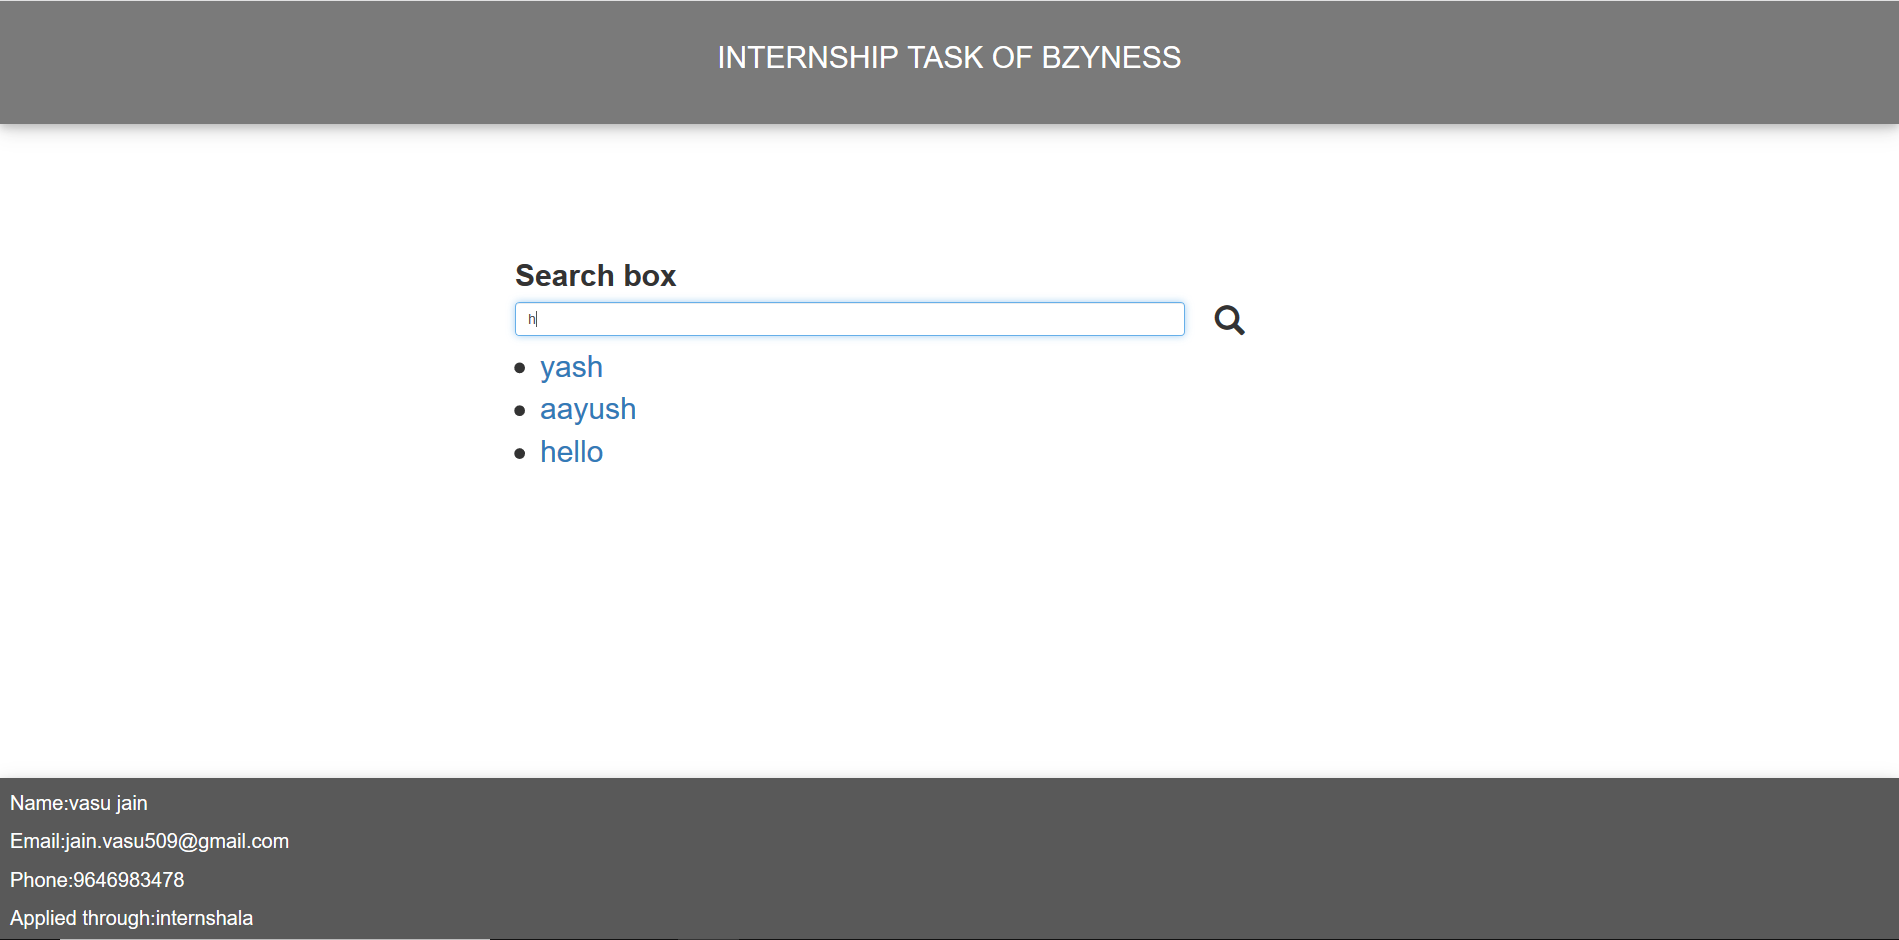 INTERNSHIP TASK OF BZYNESS
Search box
h
yash
aayush
hello
Name:vasu jain
Email:jain.vasu509@gmail.com
Phone:9646983478
Applied through:internshala